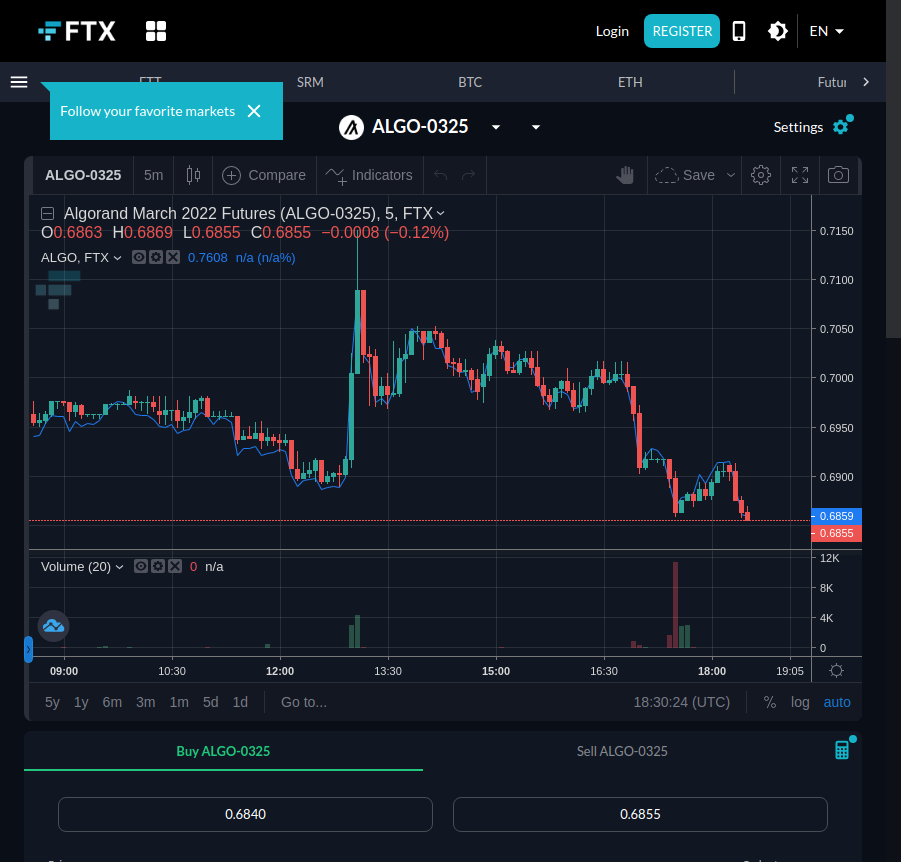 FTX
Login
REGISTER
EN
FTT
SRM
BTC
ETH
Futur
Follow your favorite markets
ALGO-0325
Settings
ALGO-0325
5m
Compare
Indicators
Save
Algorand March 2022 Futures (ALGO-0325), 5, FTX
O0.6863 H0.6869 L0.6855 C0.6855 −0.0008 (−0.12%)
ALGO, FTX 0.7608 n/a (n/a%)
0.7150
0.7100
0.7050
0.7000
0.6950
0.6900
0.6859
0.6855
Volume (20) 0 n/a
12K
8K
4K
0
09:00 10:30 12:00 13:30 15:00 16:30 18:00 19:05
5y 1y 6m 3m 1m 5d 1d Go to... 18:30:24 (UTC) % log auto
Buy ALGO-0325
Sell ALGO-0325
0.6840
0.6855